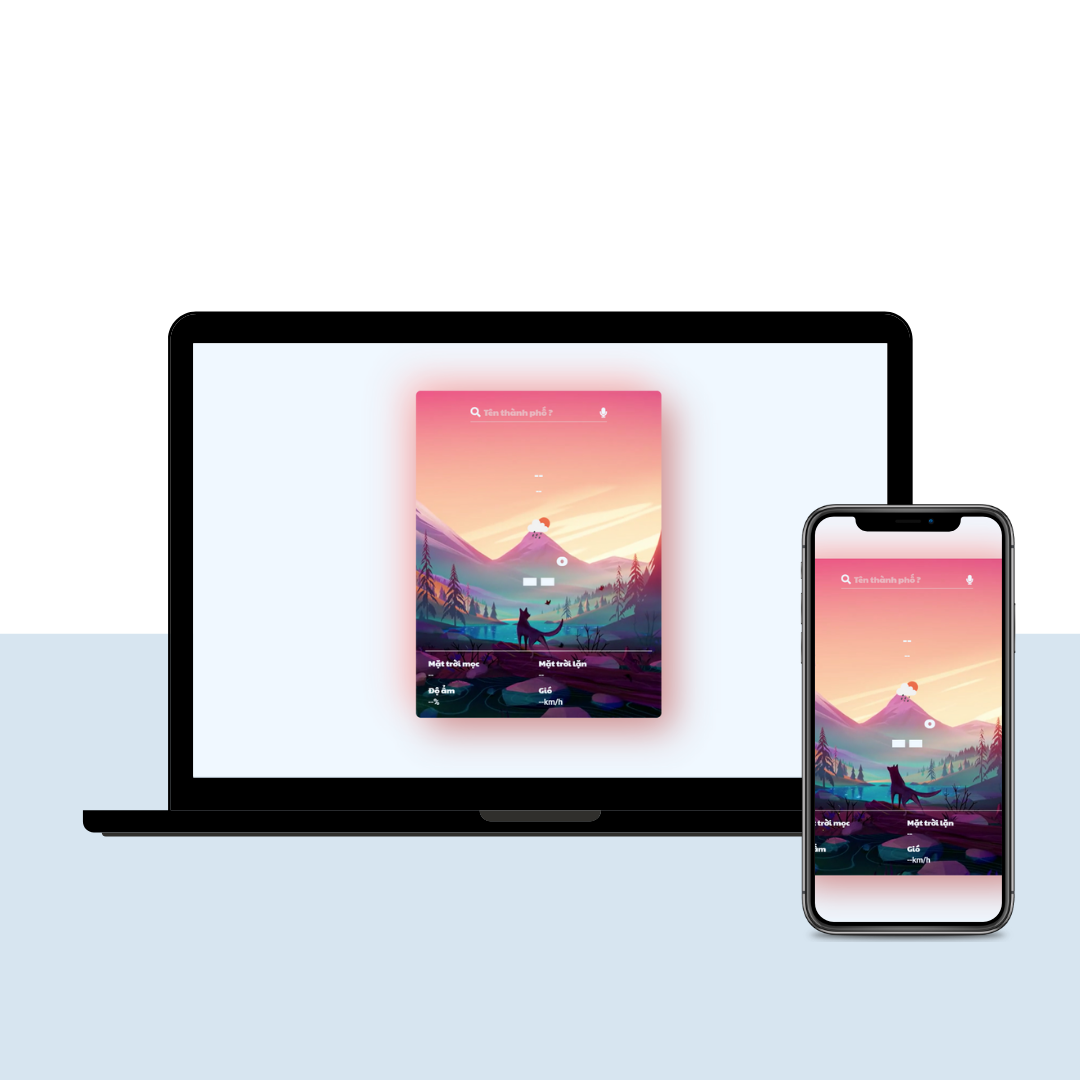 Tên thành phố ?
--
--
Mặt trời mọc
--
Mặt trời lặn
--
Độ ẩm
--%
Gió
--km/h
Tên thành phố ?
--
--
trời mọc
Mặt trời lặn
--
ẩm
Gió
--km/h